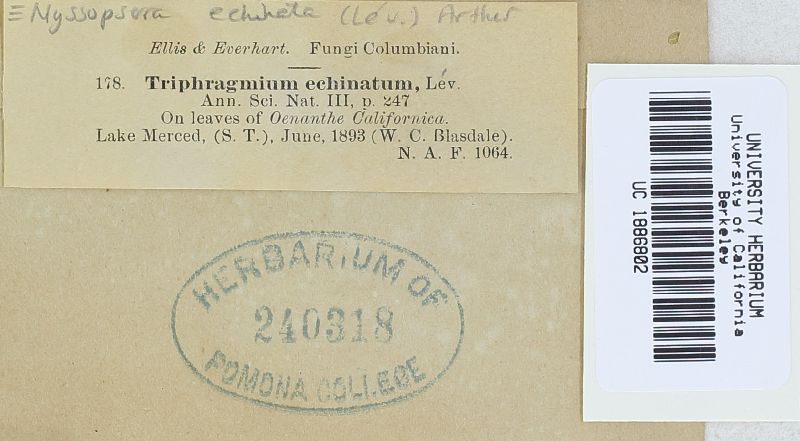 ≡ Nyssopsora echinata (Lév.) Arthur
Ellis & Everhart. Fungi Columbiani.
178. Triphragmium echinatum, Lév.
Ann. Sci. Nat. III, p. 247
On leaves of Oenanthe Californica.
Lake Merced, (S. T.), June, 1893 (W. C. Blasdale).
N. A. F. 1064.
HERBARIUM OF
240318
POMONA COLLEGE
UNIVERSITY HERBARIUM
University of California
Berkeley
UC 1886802